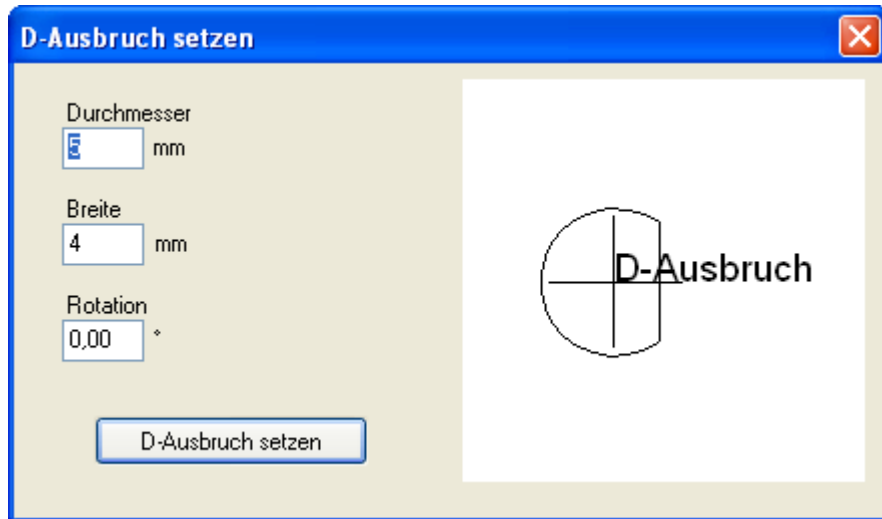 D-Ausbruch setzen
Durchmesser
5 mm
Breite
4 mm
Rotation
0,00 °
D-Ausbruch setzen
D-Ausbruch